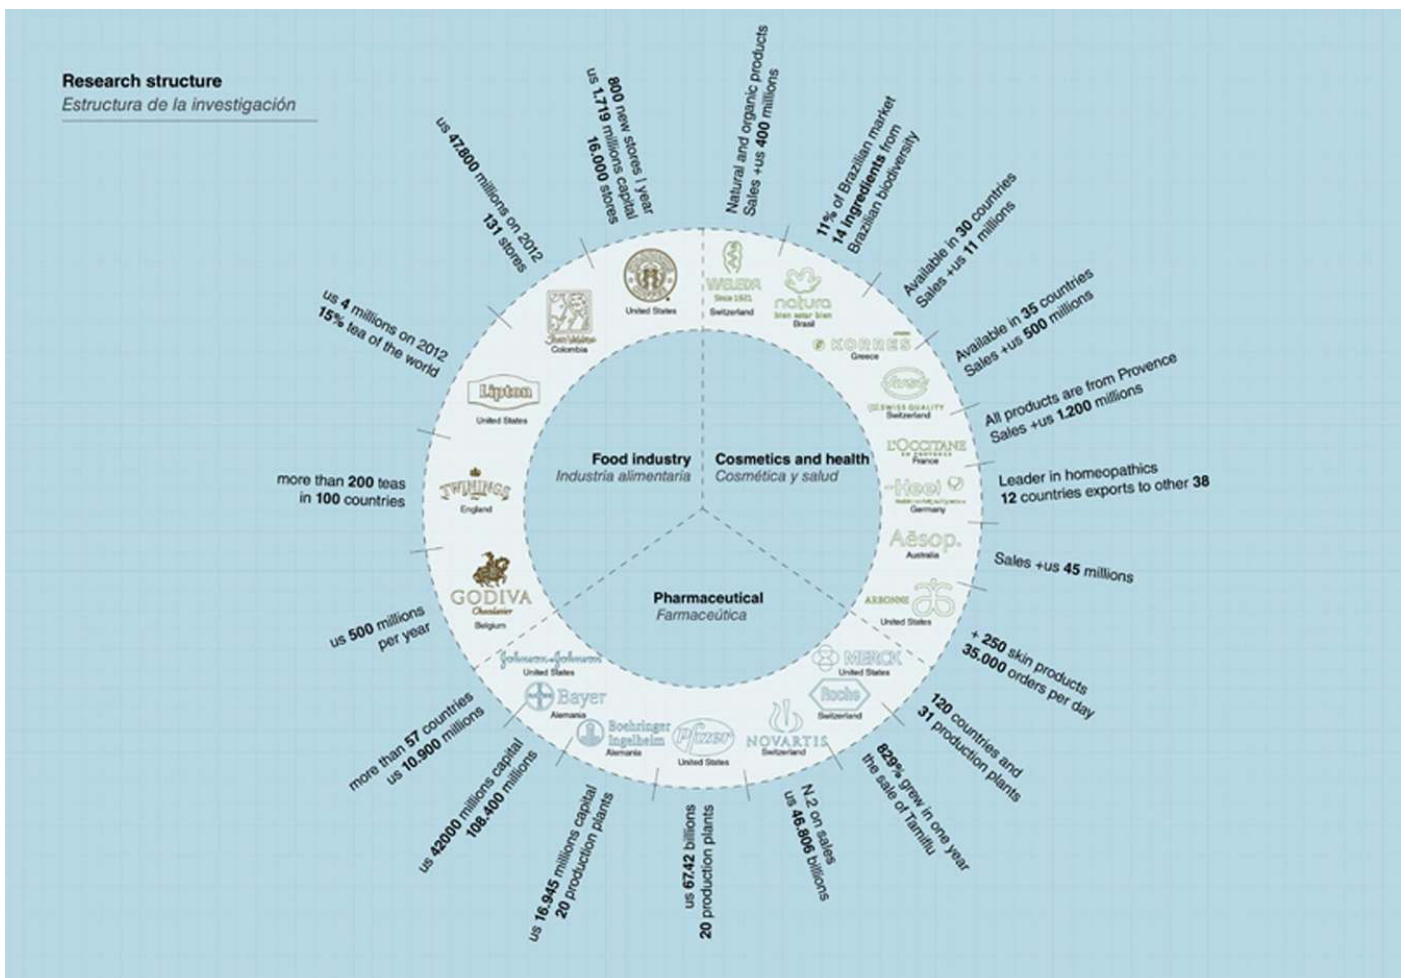 Research structure
Estructura de la investigación
800 new stores | year
us 1.719 millions capital
16.000 stores
Natural and organic products
Sales +us 400 millions
11% of Brazilian market
14 ingredients from
Brazilian biodiversity
Available in 30 countries
Sales +us 11 millions
Available in 35 countries
Sales +us 500 millions
All products are from Provence
Sales +us 1.200 millions
Leader in homeopathics
12 countries exports to other 38
Sales +us 45 millions
+ 250 skin products
35.000 orders per day
120 countries and
31 production plants
829% grew in one year
the sale of Tamiflu
N.2 on sales
us 46.806 billions
us 67.42 billions
20 production plants
us 16.945 millions capital
20 production plants
us 42000 millions capital
108.400 millions
more than 57 countries
us 10.900 millions
us 500 millions
per year
more than 200 teas
in 100 countries
us 4 millions on 2012
15% tea of the world
us 47.800 millions on 2012
131 stores
United States
WELEDA
Since 1921
Switzerland
natura
bien estar bien
Brasil
KORRES
Greece
just
SWISS QUALITY
Switzerland
L'OCCITANE
EN PROVENCE
France
Heel
Germany
Aēsop.
Australia
ARBONNE
United States
MERCK
United States
Roche
Switzerland
NOVARTIS
Switzerland
Pfizer
United States
Boehringer
Ingelheim
Alemania
Bayer
Alemania
Johnson & Johnson
United States
GODIVA
Chocolatier
Belgium
TWININGS
England
Lipton
United States
Juan Valdez
Colombia
Food industry
Industria alimentaria
Cosmetics and health
Cosmética y salud
Pharmaceutical
Farmaceútica